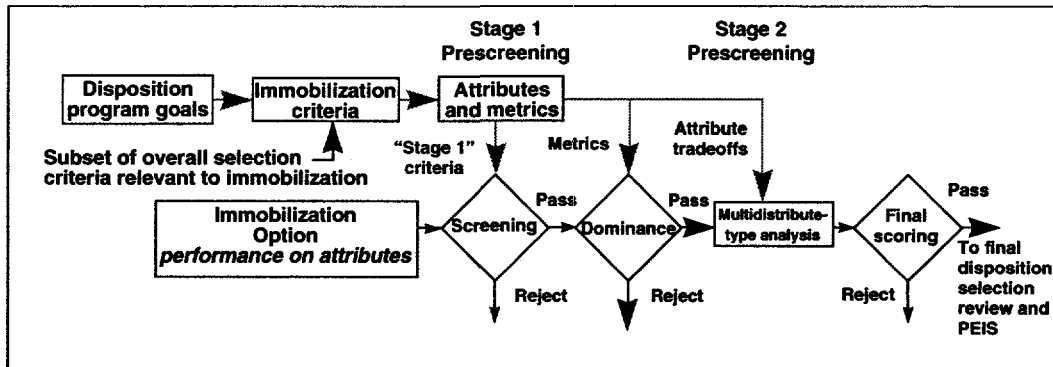 Stage 1
Prescreening
Stage 2
Prescreening
Disposition
program goals
Immobilization
criteria
Attributes
and metrics
Subset of overall selection
criteria relevant to immobilization
"Stage 1"
criteria
Metrics
Attribute
tradeoffs
Immobilization
Option
performance on attributes
Screening
Pass
Dominance
Pass
Multidistribute-
type analysis
Final
scoring
Pass
Reject
Reject
Reject
To final
disposition
selection
review and
PEIS